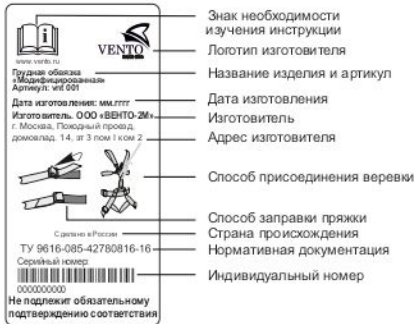 Знак необходимости
изучения инструкции
VENTO
Логотип изготовителя
www.vento.ru
Грудная обвязка
«Модифицированная»
Артикул: vnt 001
Название изделия и артикул
Дата изготовления: мм.гггг
Дата изготовления
Изготовитель. ООО «ВЕНТО-2М»
Изготовитель
г. Москва, Походный проезд,
домовлад. 14, эт 3 пом I ком 2
Адрес изготовителя
Способ присоединения веревки
Способ заправки пряжки
Сделано в России
Страна происхождения
ТУ 9616-085-42780816-16
Нормативная документация
Серийный номер:
Индивидуальный номер
0000000000
Не подлежит обязательному
подтверждению соответствия